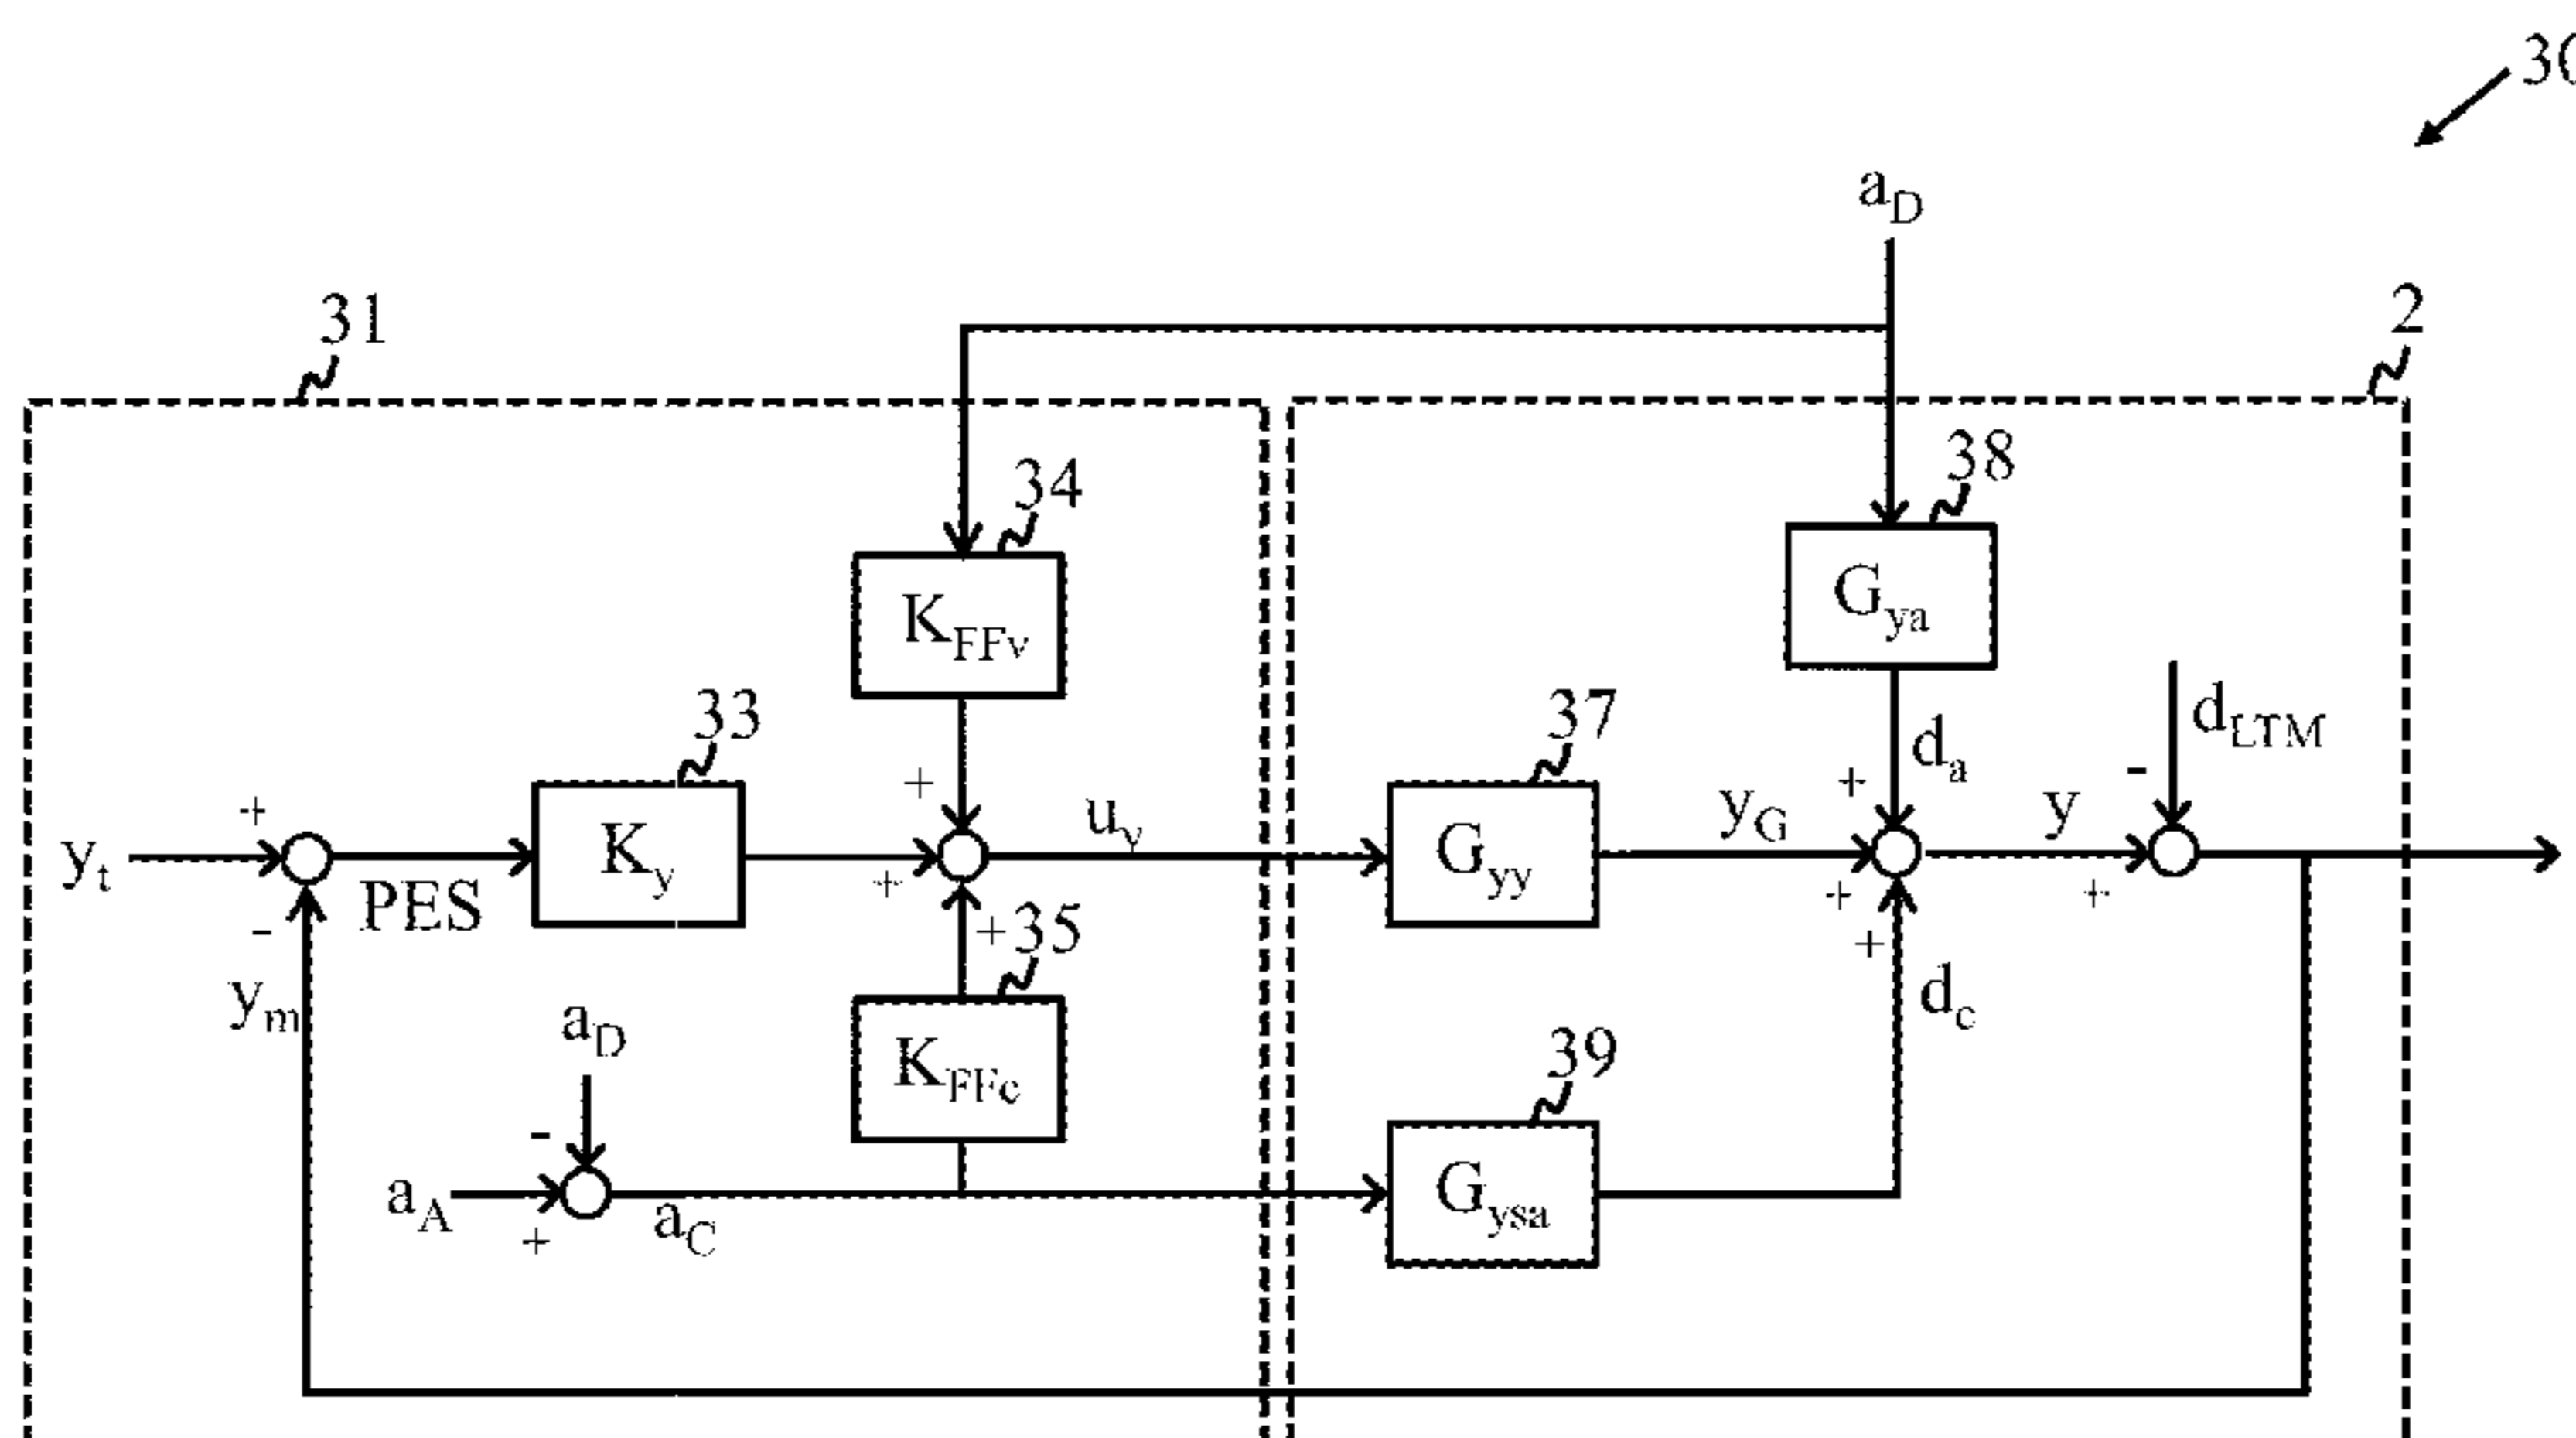 30
a_D
31
2
34
38
K_FFv
G_ya
33
37
d_a
d_LTM
+
+
+
-
y_t
K_y
u_y
G_yy
y_G
y
PES
+
+
+
-
+
35
+
y_m
a_D
K_FFc
d_c
39
-
a_A
a_C
G_ysa
+